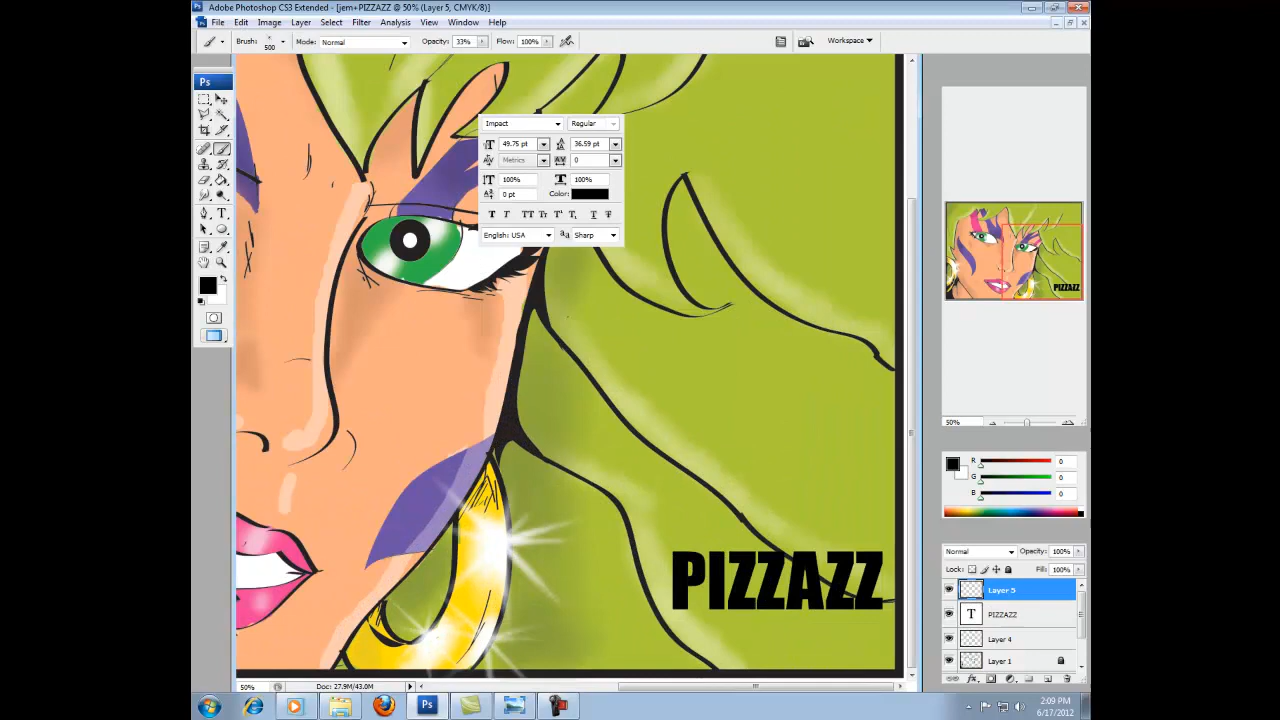 Adobe Photoshop CS3 Extended - [jem+PIZZAZZ @ 50% (Layer 5, CMYK/8)]
File Edit Image Layer Select Filter Analysis View Window Help
Brush: 500 Mode: Normal Opacity: 33% Flow: 100% Workspace
Ps
Impact Regular
49.75 pt 36.59 pt
Metrics 0
100% 100%
0 pt Color:
English: USA Sharp
50%
R 0
G 0
B 0
PIZZAZZ
Normal Opacity: 100%
Lock: Fill: 100%
Layer 5
T PIZZAZZ
Layer 4
Layer 1
50% Doc: 27.9M/43.0M
2:09 PM
6/17/2012